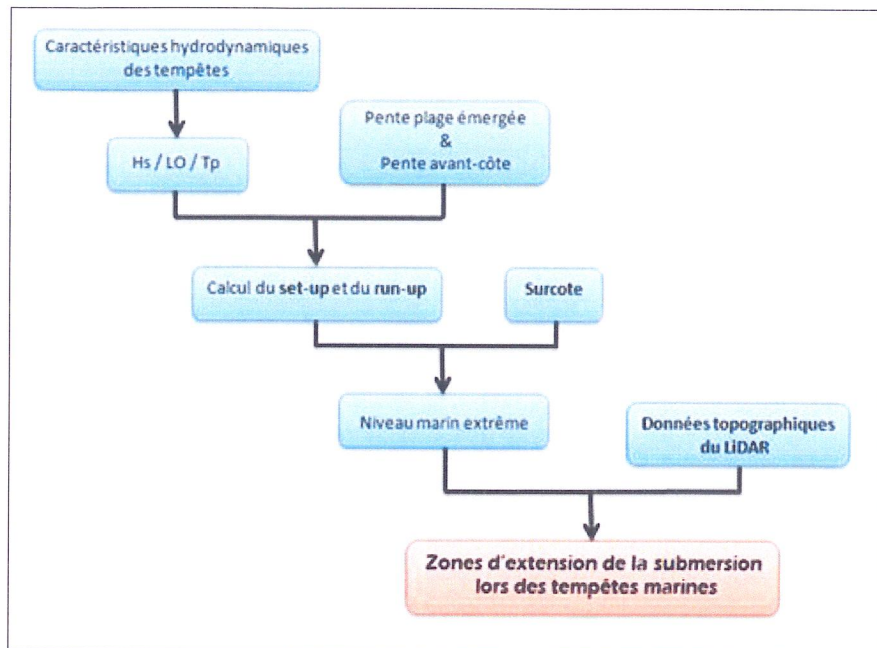 Caractéristiques hydrodynamiques
des tempêtes
Pente plage émergée
&
Pente avant-côte
Hs / LO / Tp
Calcul du set-up et du run-up
Surcote
Niveau marin extrême
Données topographiques
du LiDAR
Zones d'extension de la submersion
lors des tempêtes marines